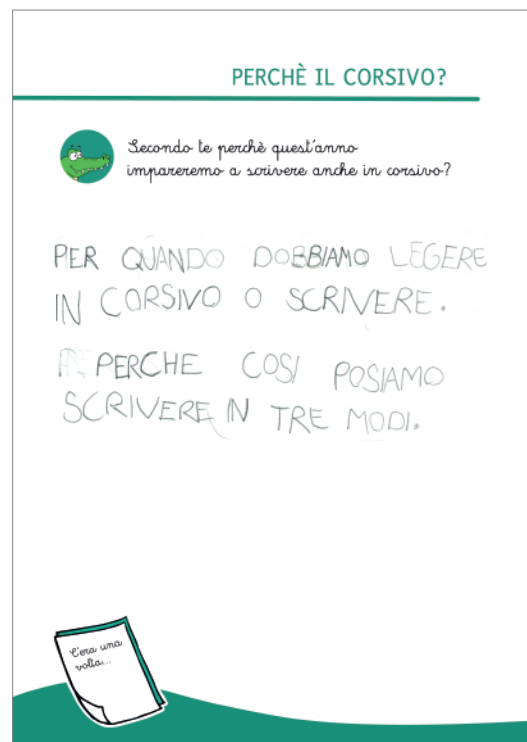 PERCHÈ IL CORSIVO?
Secondo te perchè quest'anno
impareremo a scrivere anche in corsivo?
PER QUANDO DOBBIAMO LEGERE
IN CORSIVO O SCRIVERE.
PERCHE COSI POSIAMO
SCRIVERE IN TRE MODI.
C'era una
volta...